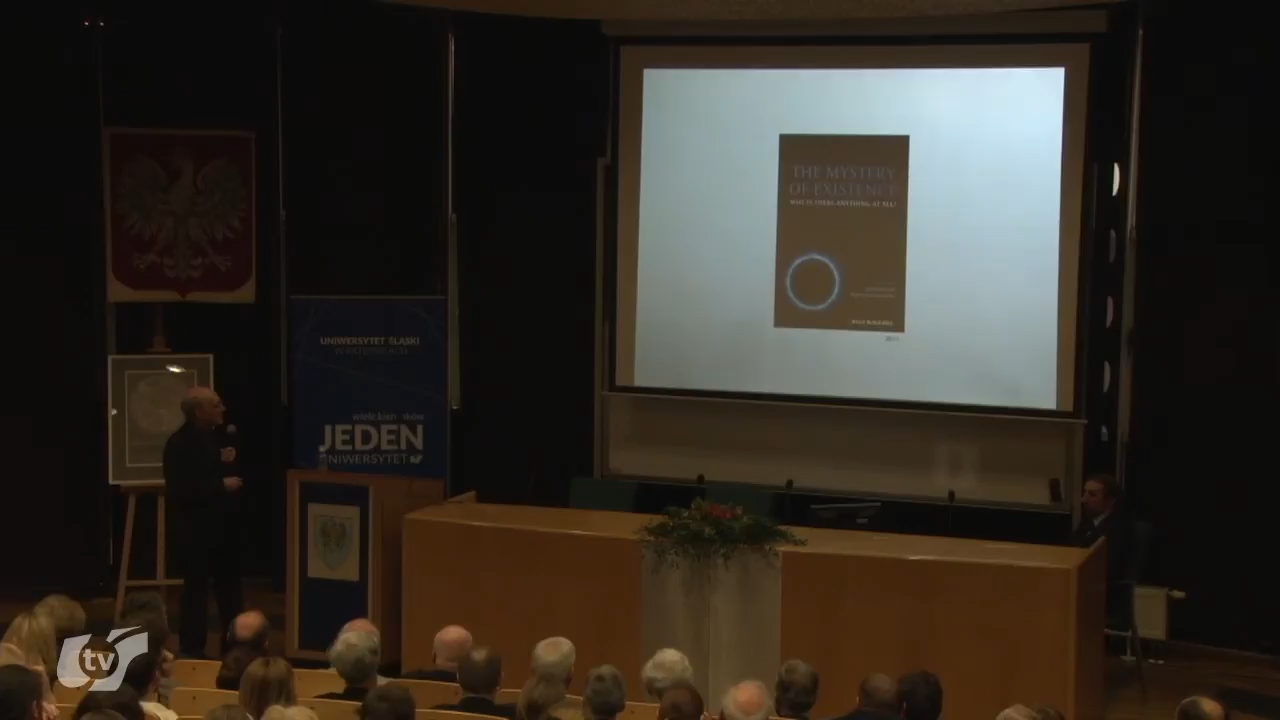 THE MYSTERY
OF EXISTENCE
WHY IS THERE ANYTHING AT ALL?
UNIWERSYTET ŚLĄSKI
W KATOWICACH
JEDEN
UNIWERSYTET
tv